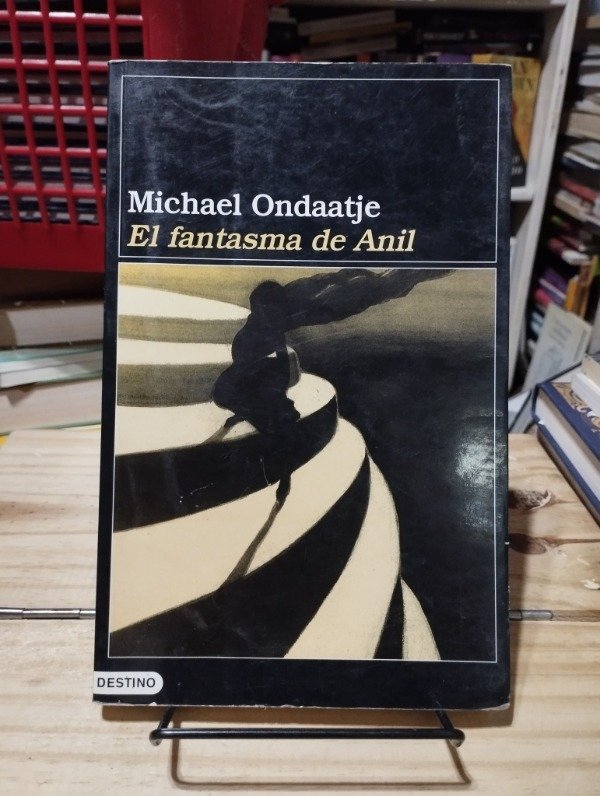 Michael Ondaatje
El fantasma de Anil
DESTINO